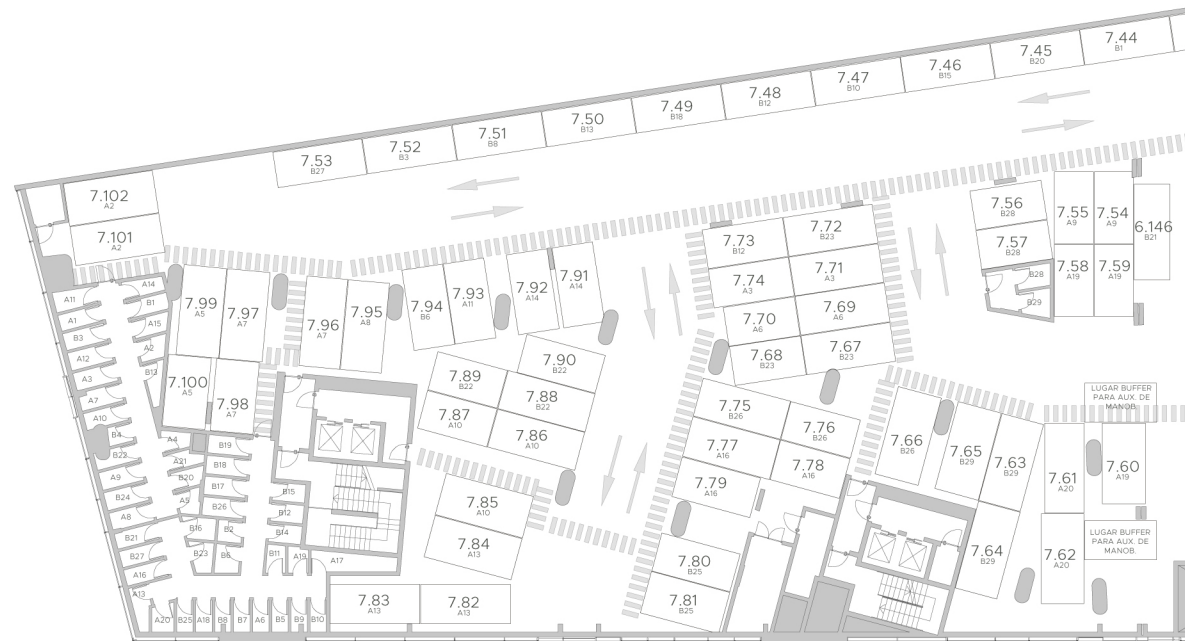 7.44
B1
7.45
B20
7.46
B15
7.47
B10
7.48
B12
7.49
B18
7.50
B13
7.51
B8
7.52
B3
7.53
B27
7.102
A2
7.101
A2
7.56
B28
7.57
B28
7.55
A9
7.54
A9
6.146
B21
7.58
A19
7.59
A19
B28
B29
7.73
B12
7.72
B23
7.74
A3
7.71
A3
7.70
A6
7.69
A6
7.68
B23
7.67
B23
7.99
A5
7.97
A7
7.96
A7
7.95
A8
7.94
B6
7.93
A11
7.92
A14
7.91
A14
7.100
A5
7.98
A7
7.90
B22
7.89
B22
7.88
B22
7.87
A10
7.86
A10
7.85
A10
7.84
A13
7.83
A13
7.82
A13
7.75
B26
7.76
B26
7.77
A16
7.78
A16
7.79
A16
7.80
B25
7.81
B25
7.66
B26
7.65
B29
7.63
B29
7.64
B29
7.61
A20
7.62
A20
7.60
A19
LUGAR BUFFER
PARA AUX. DE
MANOB.
LUGAR BUFFER
PARA AUX. DE
MANOB.
A14
A11
B1
A1
A15
B3
A2
A12
B13
A3
A7
A10
B4
A4
B19
B22
A21
B18
A9
B20
B17
B15
B24
A5
B26
B12
A8
B16
B2
B14
B21
B23
B6
B11
A19
A17
B27
A16
A13
A20
B25
A18
B8
B7
A6
B5
B9
B10